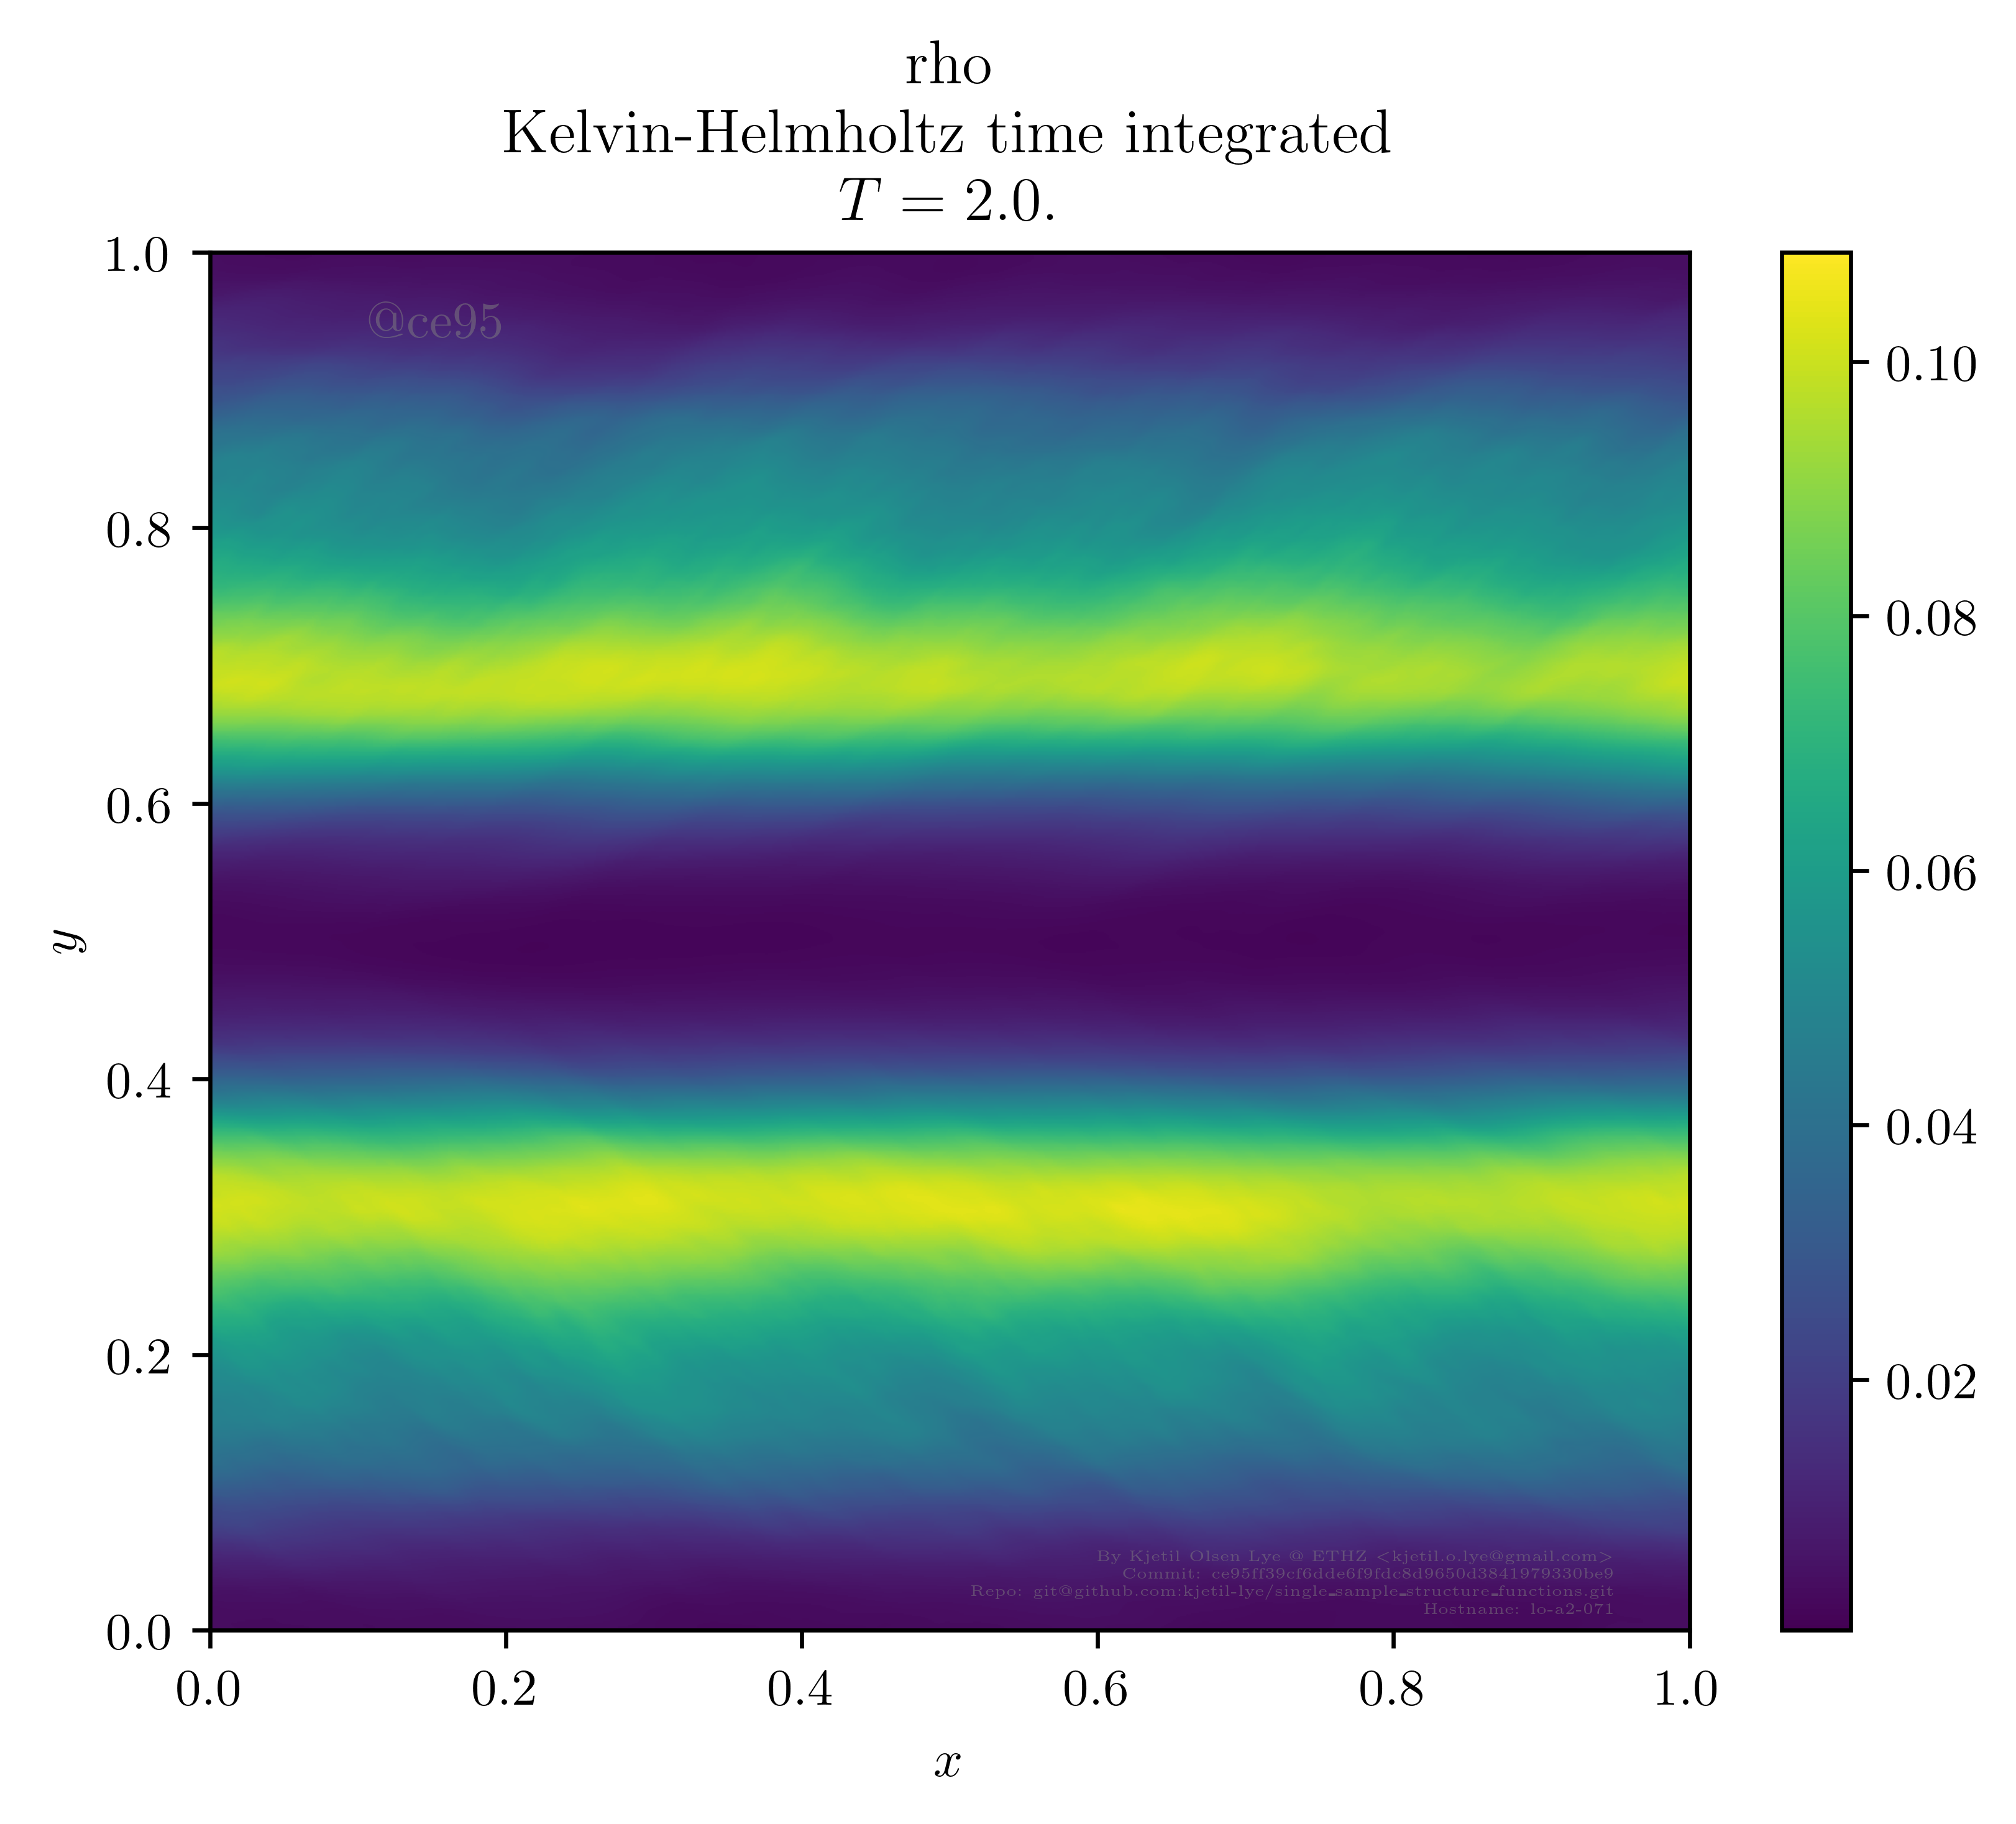 rho
Kelvin-Helmholtz time integrated
T = 2.0.
1.0
0.8
0.6
0.4
0.2
0.0
y
@ce95
By Kjetil Olsen Lye @ ETHZ <kjetil.o.lye@gmail.com>
Commit: ce95ff39cf6dde6f9fdc8d9650d3841979330be9
Repo: git@github.com:kjetil-lye/single_sample_structure_functions.git
Hostname: lo-a2-071
0.0 0.2 0.4 0.6 0.8 1.0
x
0.10
0.08
0.06
0.04
0.02